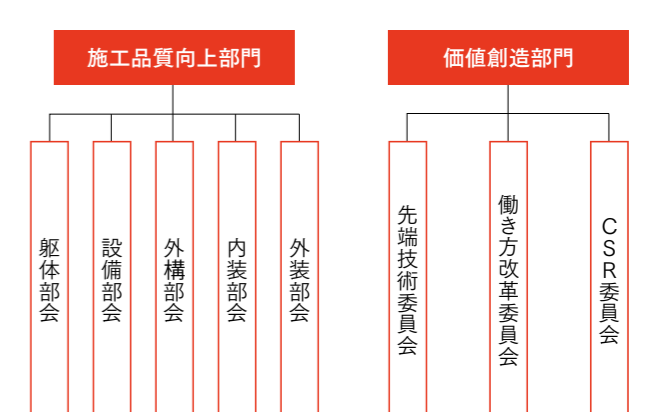 施工品質向上部門
価値創造部門
躯体部会
設備部会
外構部会
内装部会
外装部会
先端技術委員会
働き方改革委員会
CSR委員会